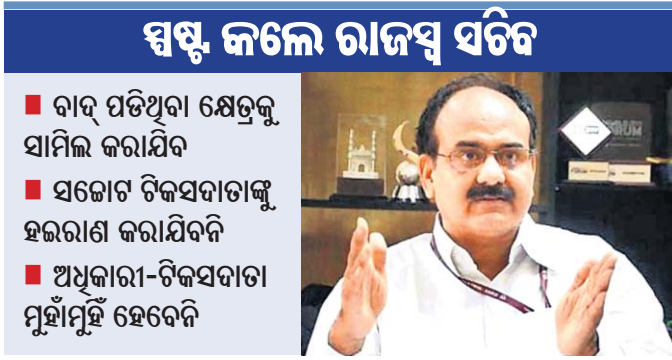 ସ୍ପଷ୍ଟ କଲେ ରାଜସ୍ୱ ସଚିବ
■ ବାଦ୍ ପଡିଥିବା କ୍ଷେତ୍ରକୁ
ସାମିଲ କରାଯିବ
■ ସଚ୍ଚୋଟ ଟିକସଦାତାଙ୍କୁ
ହଇରାଣ କରାଯିବନି
■ ଅଧିକାରୀ-ଟିକସଦାତା
ମୁହାଁମୁହିଁ ହେବେନି